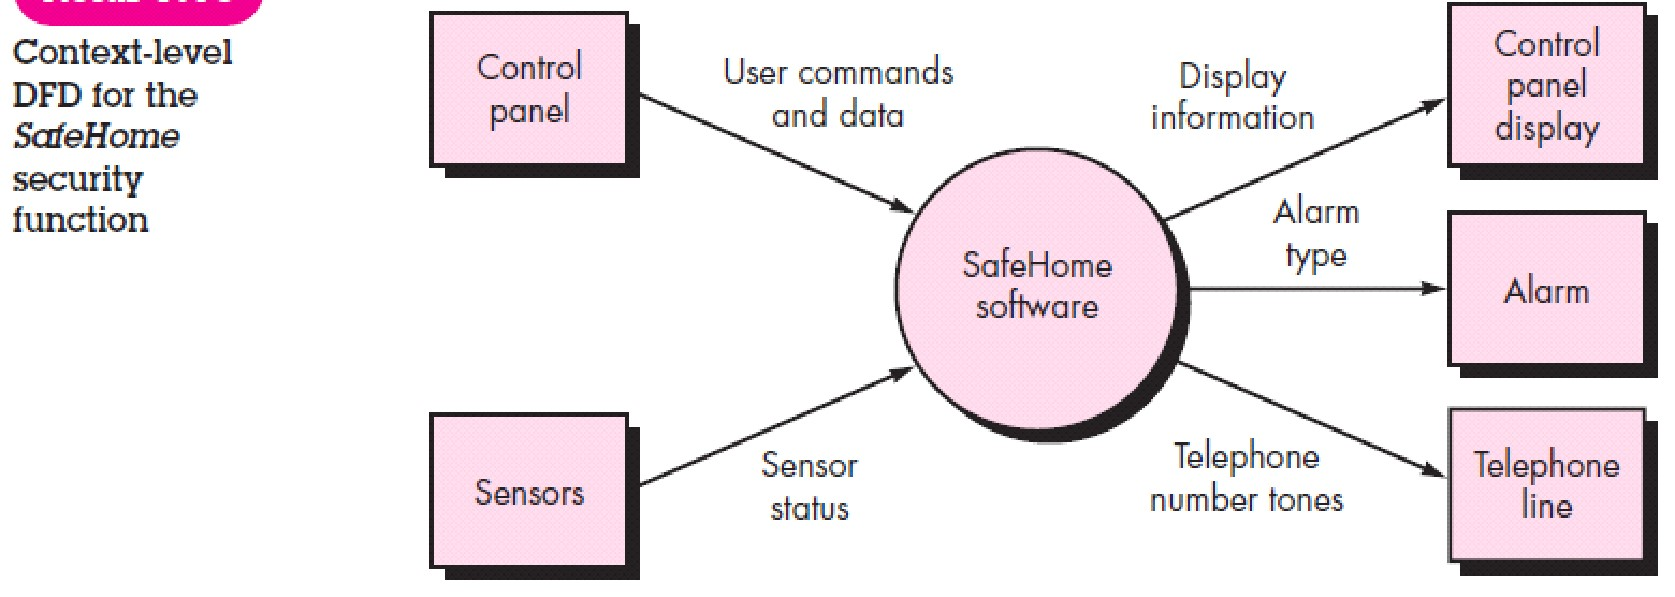 Context-level
DFD for the
SafeHome
security
function
Control
panel
User commands
and data
Display
information
Control
panel
display
SafeHome
software
Alarm
type
Alarm
Sensors
Sensor
status
Telephone
number tones
Telephone
line